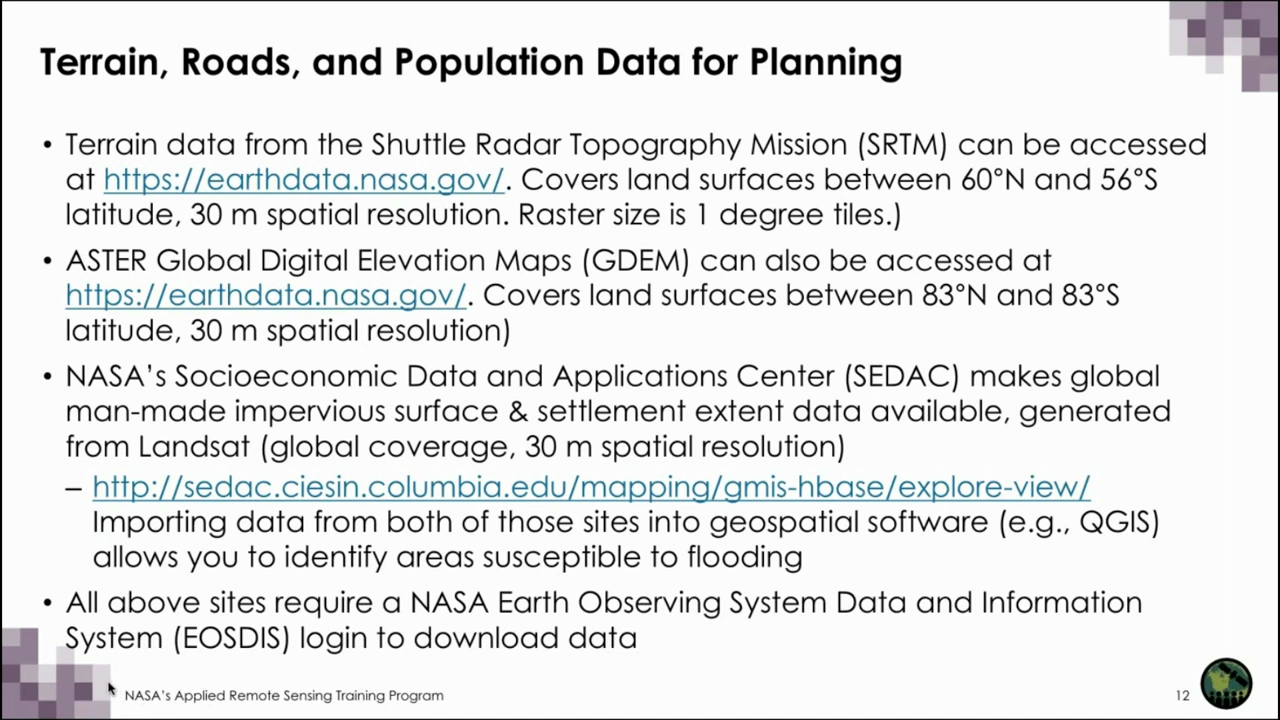 Terrain, Roads, and Population Data for Planning
• Terrain data from the Shuttle Radar Topography Mission (SRTM) can be accessed
at https://earthdata.nasa.gov/. Covers land surfaces between 60°N and 56°S
latitude, 30 m spatial resolution. Raster size is 1 degree tiles.)
• ASTER Global Digital Elevation Maps (GDEM) can also be accessed at
https://earthdata.nasa.gov/. Covers land surfaces between 83°N and 83°S
latitude, 30 m spatial resolution)
• NASA's Socioeconomic Data and Applications Center (SEDAC) makes global
man-made impervious surface & settlement extent data available, generated
from Landsat (global coverage, 30 m spatial resolution)
– http://sedac.ciesin.columbia.edu/mapping/gmis-hbase/explore-view/
Importing data from both of those sites into geospatial software (e.g., QGIS)
allows you to identify areas susceptible to flooding
• All above sites require a NASA Earth Observing System Data and Information
System (EOSDIS) login to download data
NASA's Applied Remote Sensing Training Program
12